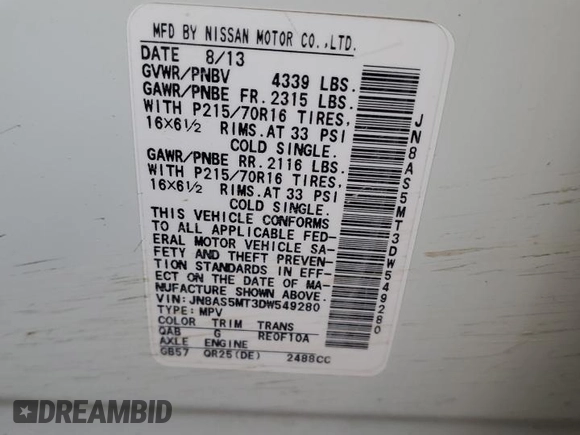 MFD BY NISSAN MOTOR CO.,LTD.
DATE 8/13
GVWR/PNBV 4339 LBS.
GAWR/PNBE FR.2315 LBS.
WITH P215/70R16 TIRES,
16X6½ RIMS.AT 33 PSI
COLD SINGLE.
GAWR/PNBE RR.2116 LBS.
WITH P215/70R16 TIRES,
16X6½ RIMS.AT 33 PSI
COLD SINGLE.
THIS VEHICLE CONFORMS
TO ALL APPLICABLE FED-
ERAL MOTOR VEHICLE SA-
FETY AND THEFT PREVEN-
TION STANDARDS IN EFF-
ECT ON THE DATE OF MA-
NUFACTURE SHOWN ABOVE.
VIN: JN8AS5MT3DW549280
TYPE: MPV
COLOR TRIM TRANS
QAB G RE0F10A
AXLE ENGINE
GB57 QR25(DE) 2488CC
JN8AS5MT3DW549280
DREAMBID